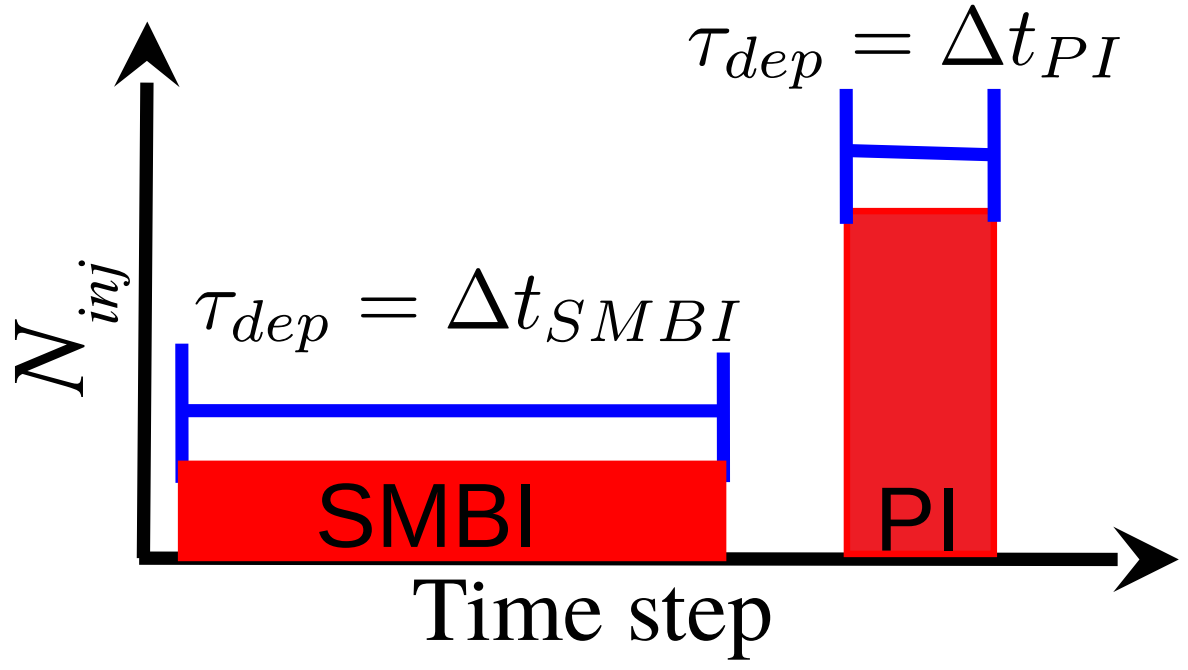 τ_dep = Δt_PI
N_inj
τ_dep = Δt_SMBI
SMBI
PI
Time step